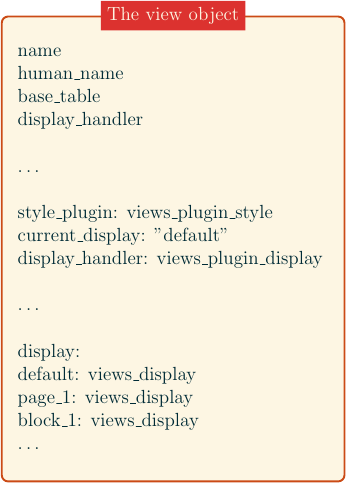 The view object
name
human_name
base_table
display_handler
...
style_plugin: views_plugin_style
current_display: ”default”
display_handler: views_plugin_display
...
display:
default: views_display
page_1: views_display
block_1: views_display
...